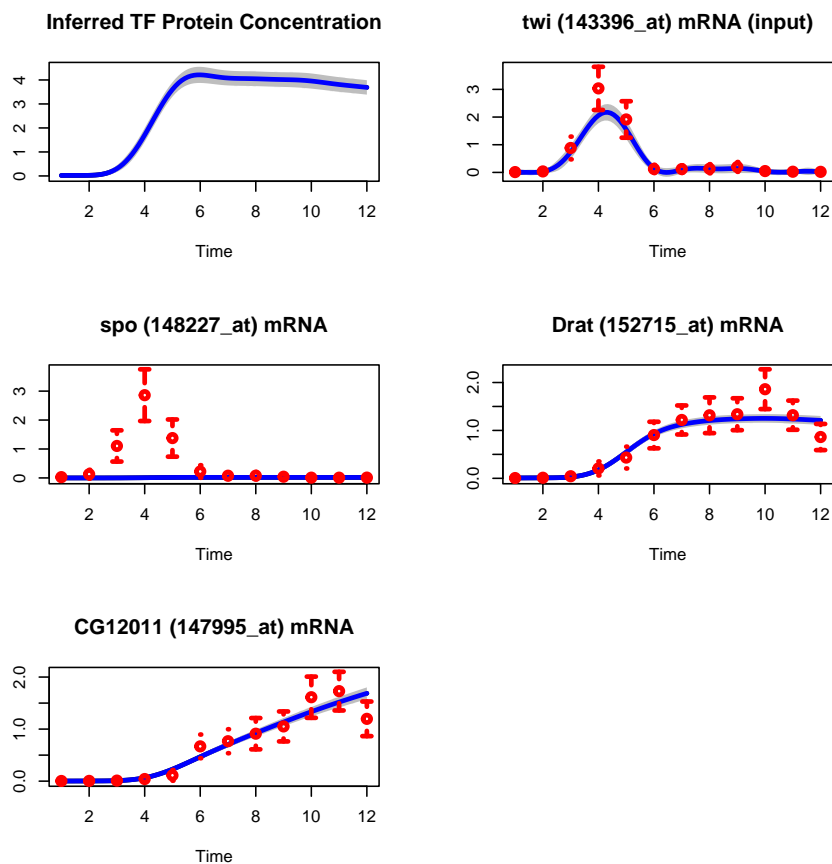 Inferred TF Protein Concentration
4
3
2
1
0
2 4 6 8 10 12
Time
twi (143396_at) mRNA (input)
3
2
1
0
2 4 6 8 10 12
Time
spo (148227_at) mRNA
3
2
1
0
2 4 6 8 10 12
Time
Drat (152715_at) mRNA
2.0
1.0
0.0
2 4 6 8 10 12
Time
CG12011 (147995_at) mRNA
2.0
1.0
0.0
2 4 6 8 10 12
Time